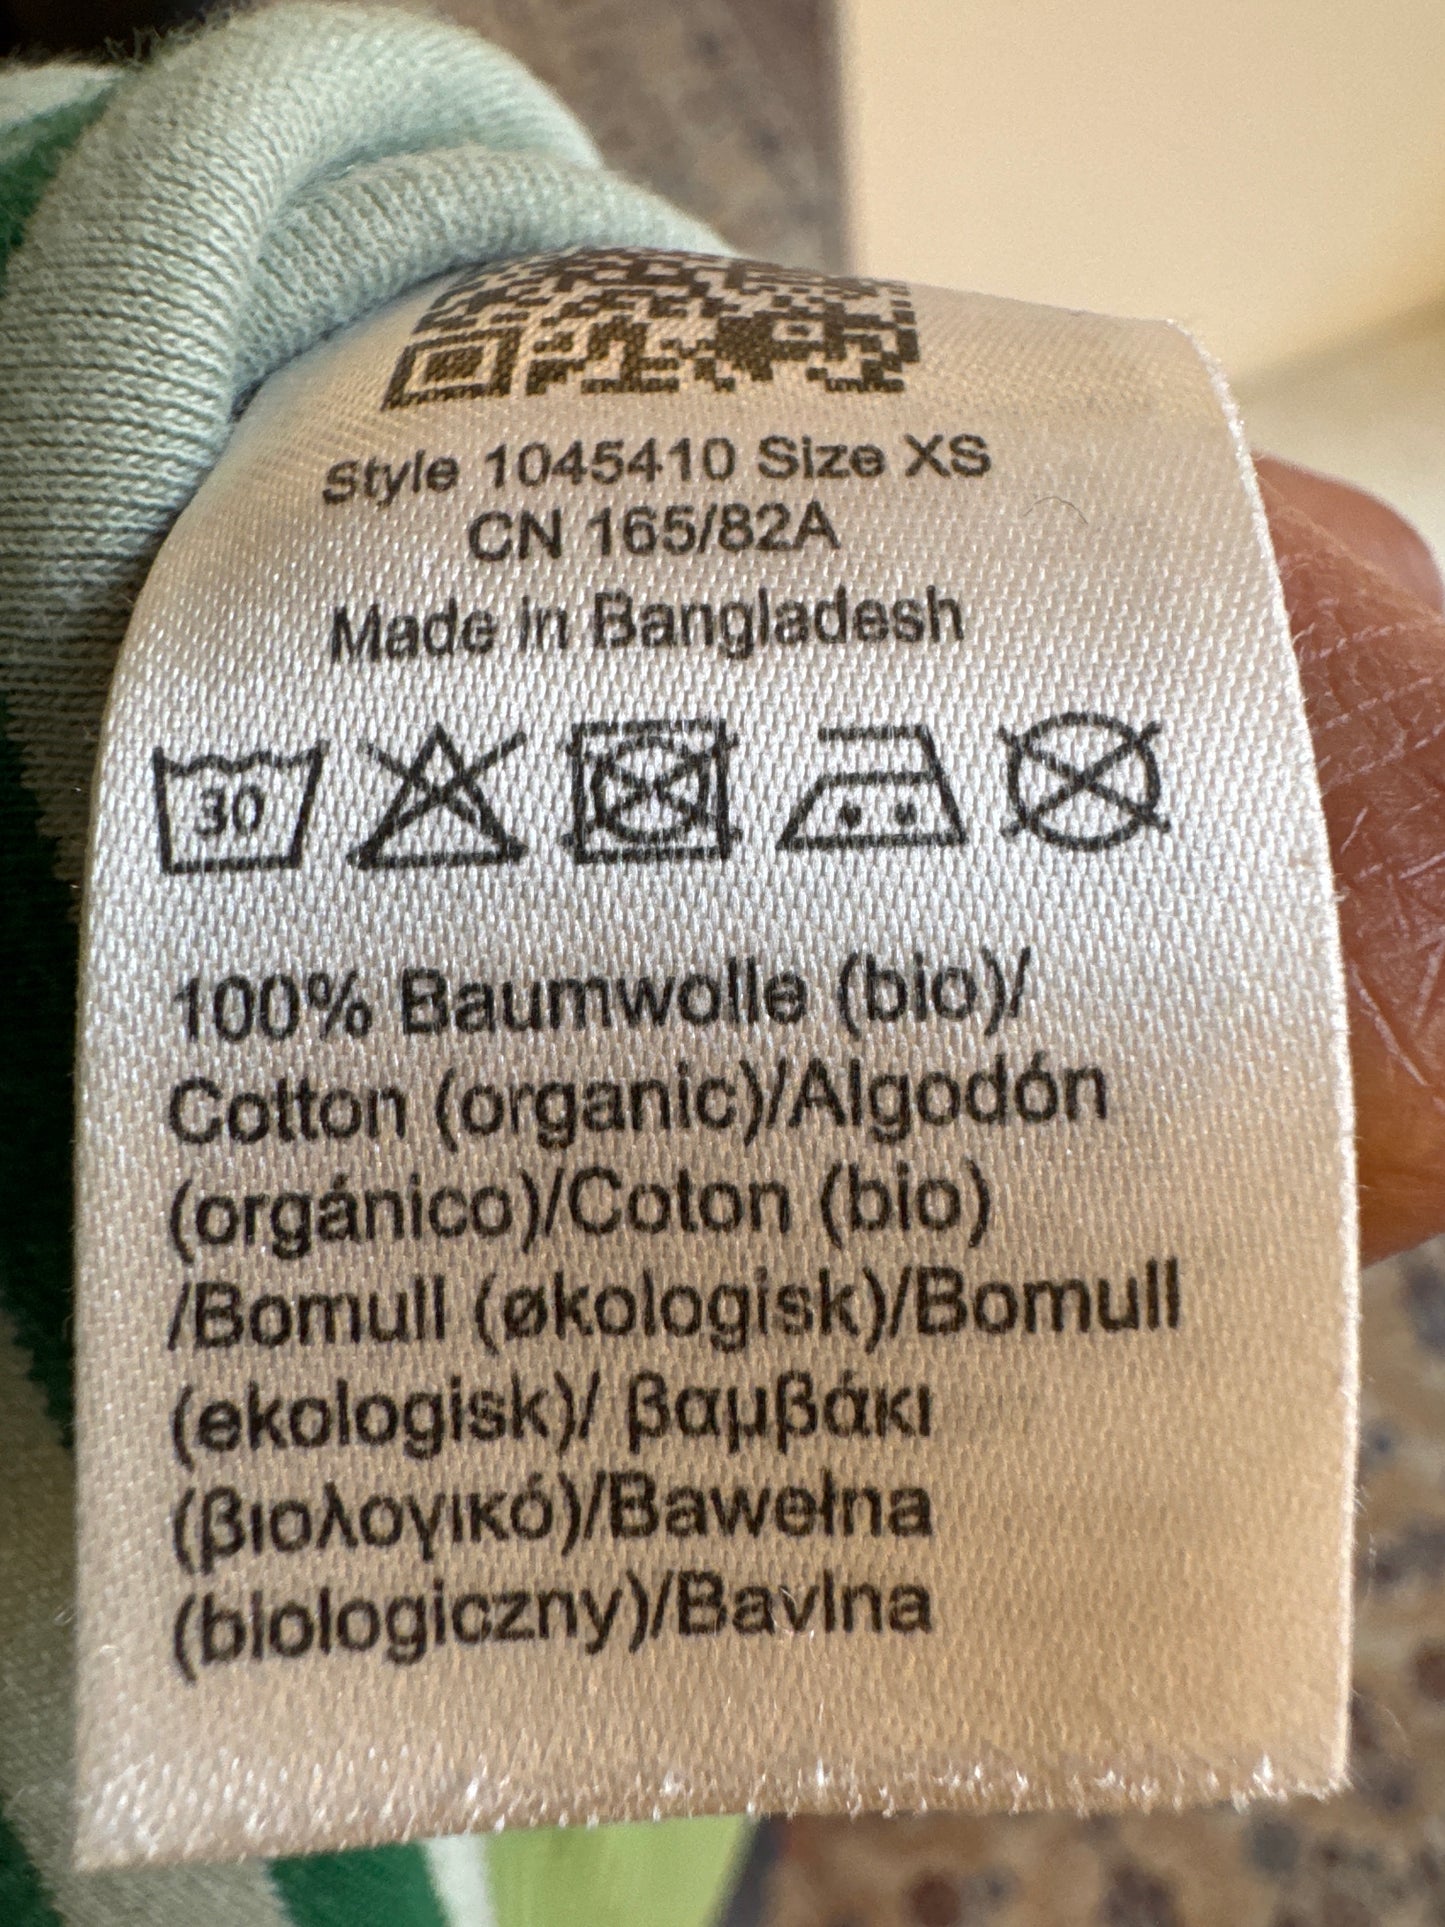 Style 1045410 Size XS
CN 165/82A
Made in Bangladesh
30
100% Baumwolle (bio)/
Cotton (organic)/Algodón
(orgánico)/Coton (bio)
/Bomull (økologisk)/Bomull
(ekologisk)/ βαμβάκι
(βιολογικό)/Bawełna
(biologiczny)/Bavlna